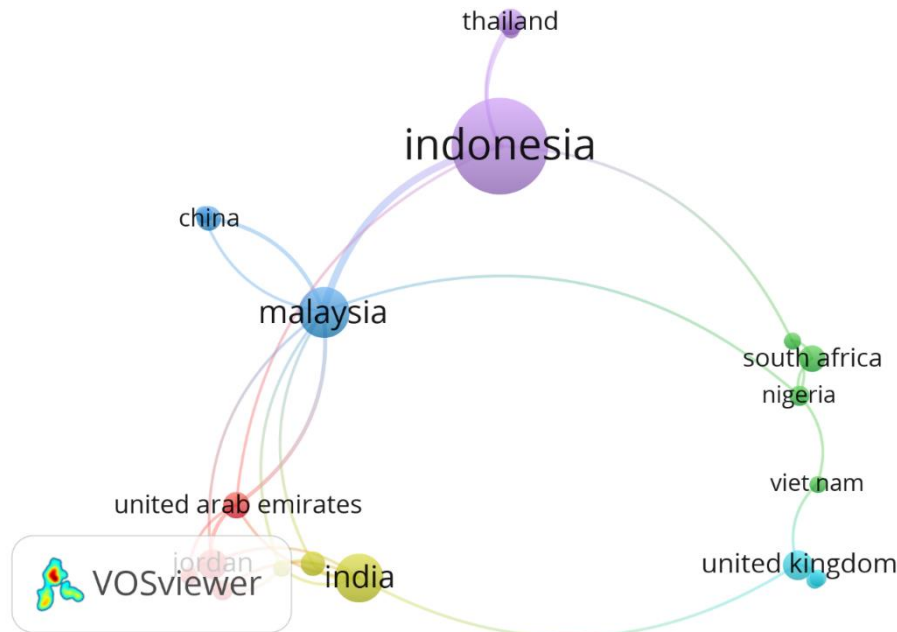 thailand
indonesia
china
malaysia
south africa
nigeria
viet nam
united arab emirates
jordan
united kingdom
india
VOSviewer